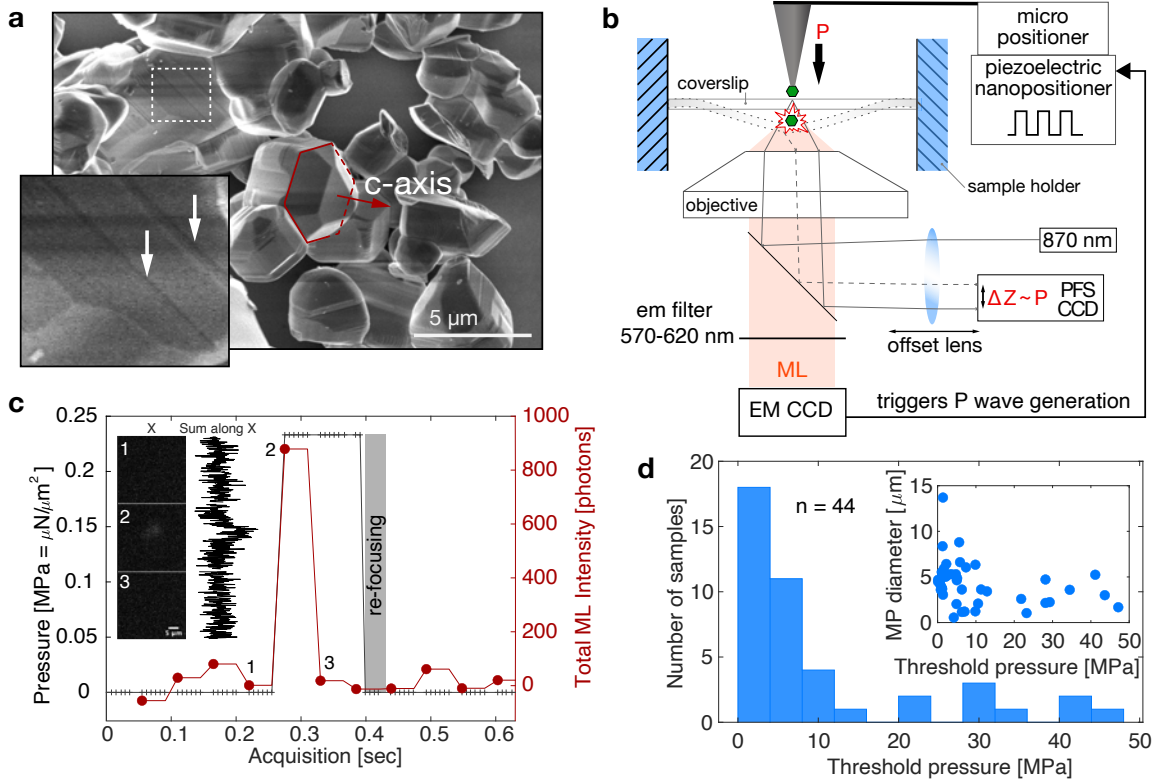 a
c-axis
5 µm
b
P
micro
positioner
piezoelectric
nanopositioner
coverslip
sample holder
objective
870 nm
ΔZ~P
PFS
CCD
em filter
570-620 nm
offset lens
ML
EM CCD
triggers P wave generation
c
Pressure [MPa = µN/µm²]
0.25
0.2
0.15
0.1
0.05
0
X
Sum along X
1
2
3
5 µm
2
1
3
re-focusing
1000
800
600
400
200
0
Total ML Intensity [photons]
0 0.1 0.2 0.3 0.4 0.5 0.6
Acquisition [sec]
d
Number of samples
20
15
10
5
0
n = 44
MP diameter [µm]
15
10
5
0
0 10 20 30 40 50
Threshold pressure [MPa]
0 10 20 30 40 50
Threshold pressure [MPa]